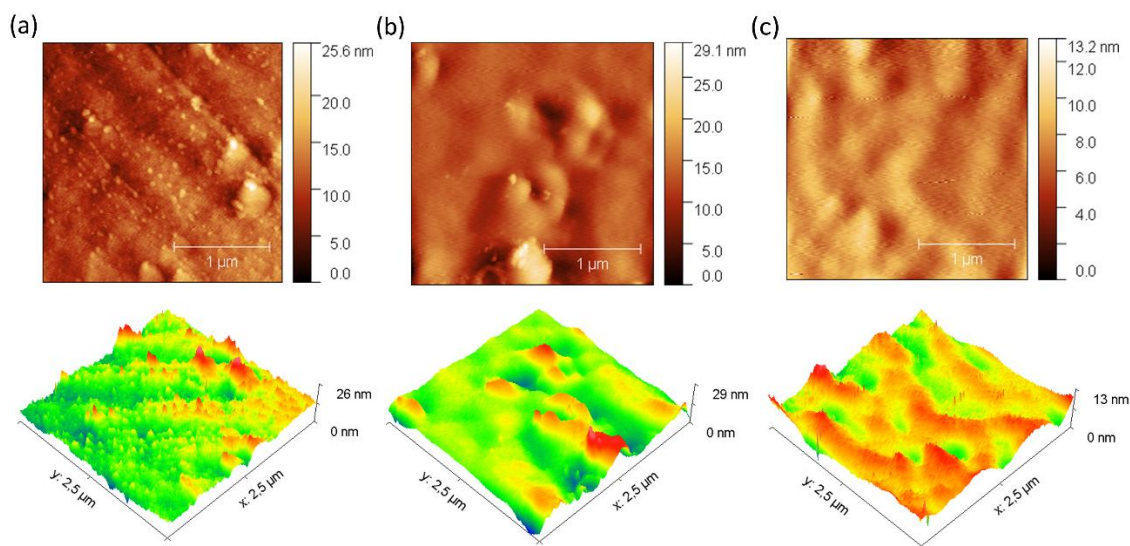 (a)
25.6 nm
20.0
15.0
10.0
5.0
0.0
1 µm
(b)
29.1 nm
25.0
20.0
15.0
10.0
5.0
0.0
1 µm
(c)
13.2 nm
12.0
10.0
8.0
6.0
4.0
0.0
1 µm
26 nm
0 nm
y: 2,5 µm
x: 2,5 µm
29 nm
0 nm
y: 2,5 µm
x: 2,5 µm
13 nm
0 nm
y: 2,5 µm
x: 2,5 µm